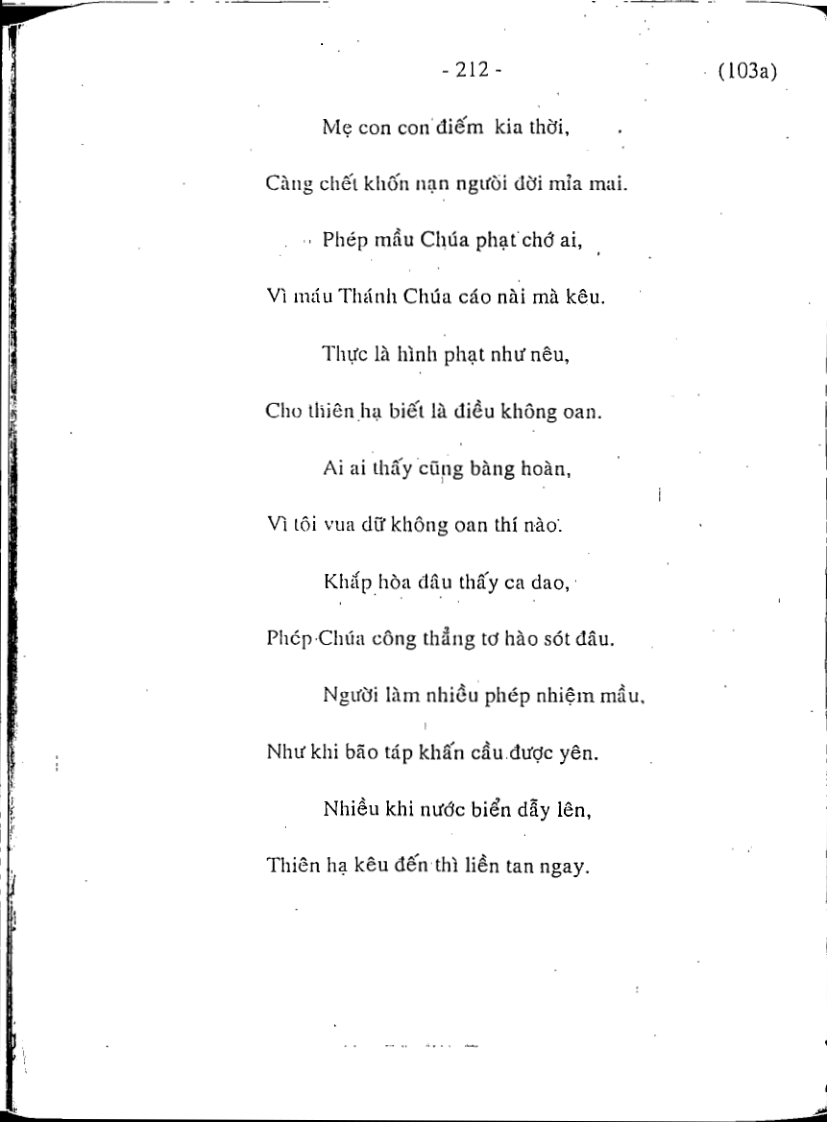 - 212 - (103a)
Mẹ con con điếm kia thời,
Càng chết khốn nạn người đời mỉa mai.
Phép mầu Chúa phạt chớ ai,
Vì máu Thánh Chúa cáo nài mà kêu.
Thực là hình phạt như nêu,
Cho thiên hạ biết là điều không oan.
Ai ai thấy cũng bàng hoàn,
Vì tôi vua dữ không oan thí nào.
Khắp hòa đâu thấy ca dao,
Phép Chúa công thẳng tơ hào sót đâu.
Người làm nhiều phép nhiệm mầu,
Như khi bão táp khấn cầu được yên.
Nhiều khi nước biển dẫy lên,
Thiên hạ kêu đến thì liền tan ngay.